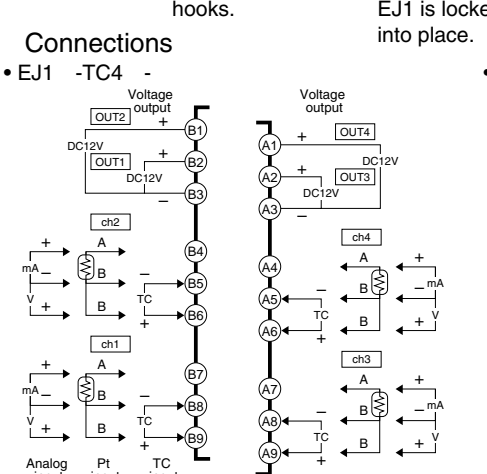 hooks.
EJ1 is locke
into place.
Connections
• EJ1 -TC4 -
•
Voltage
output
OUT2
+
B1
DC12V
OUT1
+
B2
DC12V
−
B3
ch2
B4
+
A
mA
−
B
−
B5
V
TC
+
B
+
B6
ch1
B7
+
A
mA
−
B
−
B8
V
TC
+
B
+
B9
Analog
Pt
TC
Voltage
output
A1
+
OUT4
DC12V
A2
+
OUT3
DC12V
A3
−
ch4
A4
A
+
A5
−
B
−
mA
TC
V
A6
+
B
+
ch3
A7
A
+
A8
−
B
−
mA
TC
V
A9
+
B
+